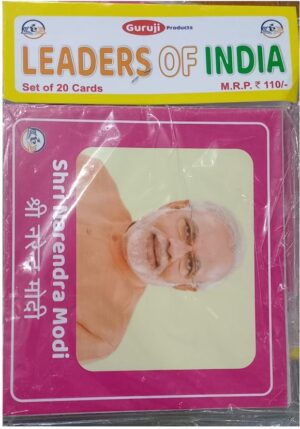 Guruji Products
LEADERS OF INDIA
Set of 20 Cards
M.R.P. ₹ 110/-
Shri Narendra Modi
श्री नरेन्द्र मोदी